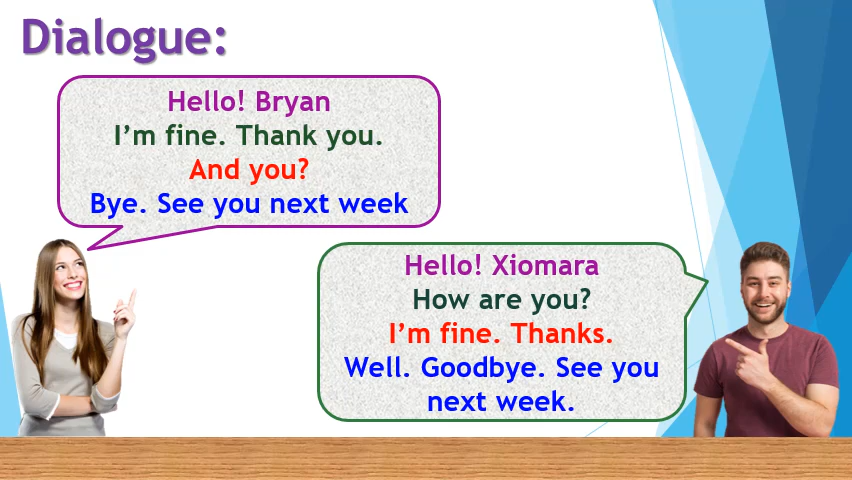 Dialogue:
Hello! Bryan
I’m fine. Thank you.
And you?
Bye. See you next week
Hello! Xiomara
How are you?
I’m fine. Thanks.
Well. Goodbye. See you
next week.